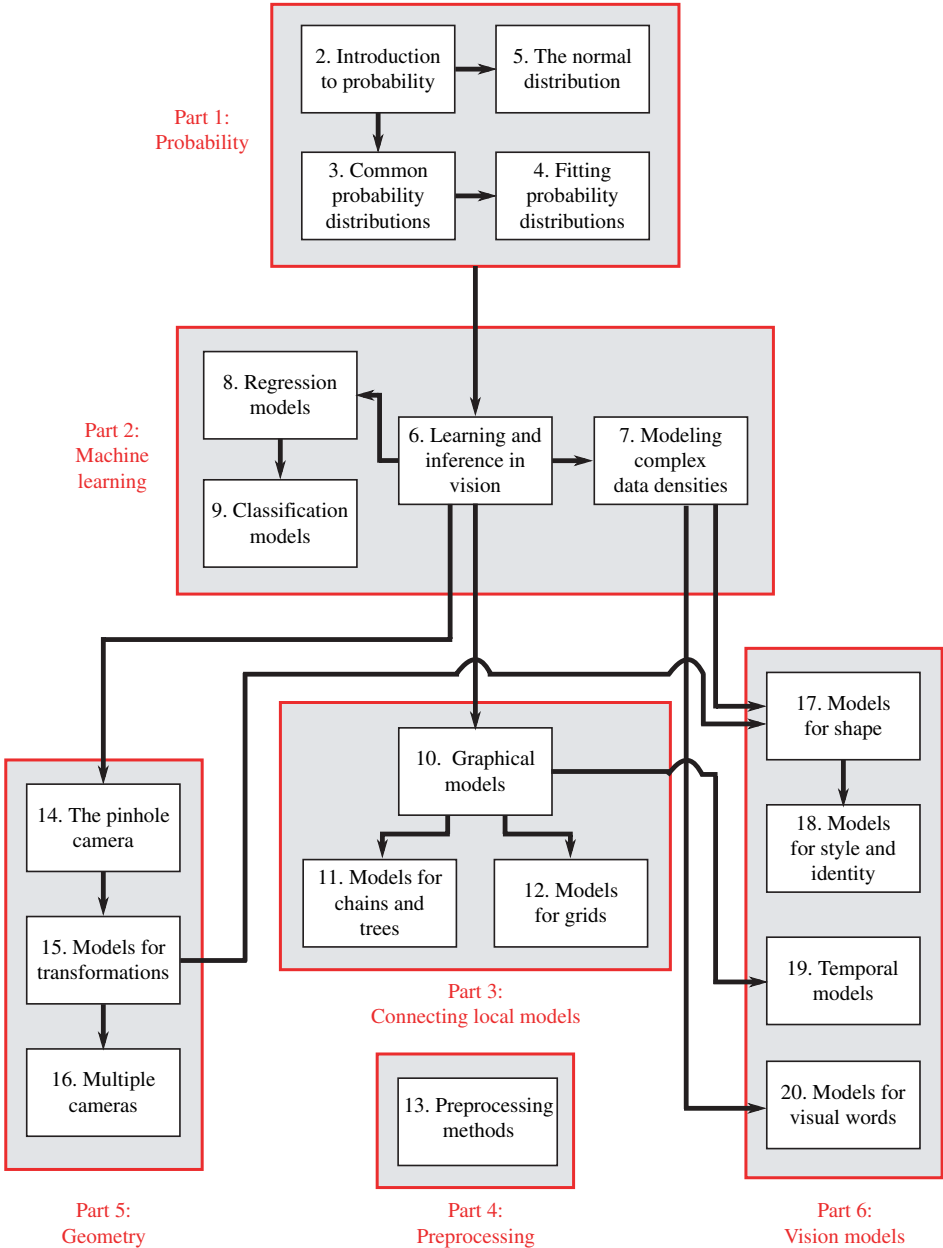 2. Introduction
to probability
5. The normal
distribution
Part 1:
Probability
3. Common
probability
distributions
4. Fitting
probability
distributions
8. Regression
models
Part 2:
Machine
learning
6. Learning and
inference in
vision
7. Modeling
complex
data densities
9. Classification
models
17. Models
for shape
10. Graphical
models
14. The pinhole
camera
18. Models
for style and
identity
11. Models for
chains and
trees
12. Models
for grids
15. Models for
transformations
19. Temporal
models
Part 3:
Connecting local models
16. Multiple
cameras
13. Preprocessing
methods
20. Models for
visual words
Part 5:
Geometry
Part 4:
Preprocessing
Part 6:
Vision models